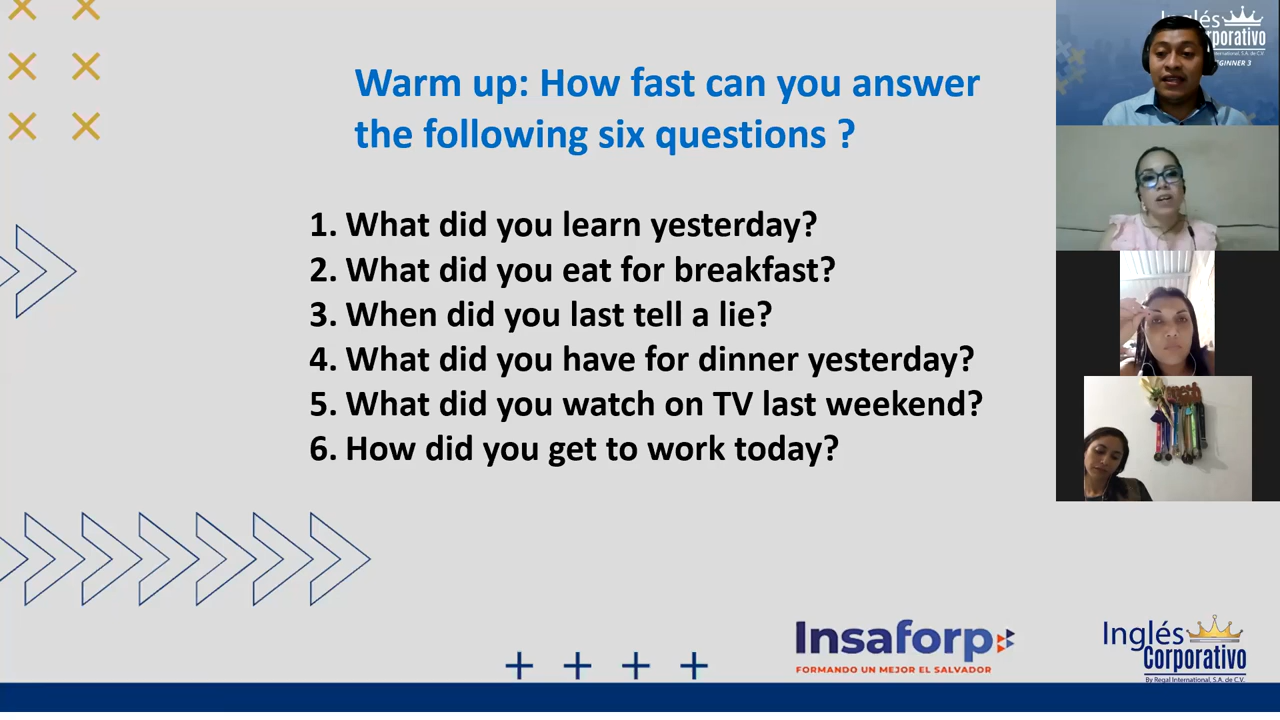 Warm up: How fast can you answer
the following six questions ?
1. What did you learn yesterday?
2. What did you eat for breakfast?
3. When did you last tell a lie?
4. What did you have for dinner yesterday?
5. What did you watch on TV last weekend?
6. How did you get to work today?
Insaforp
FORMANDO UN MEJOR EL SALVADOR
Inglés
Corporativo
By Regal International, S.A. de C.V.